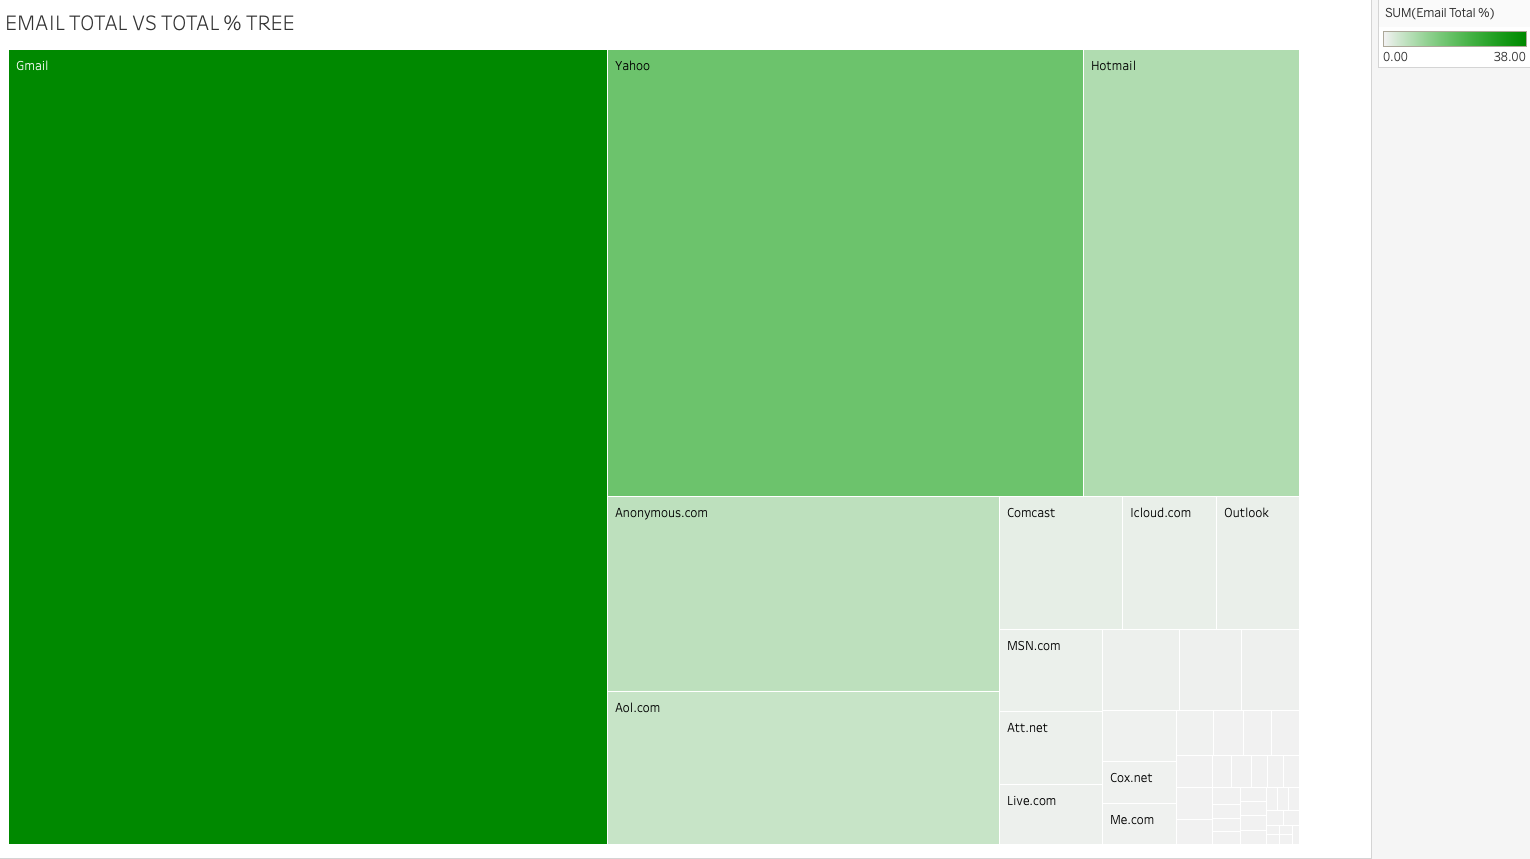 EMAIL TOTAL VS TOTAL % TREE
SUM(Email Total %)
0.00 38.00
Gmail
Yahoo
Hotmail
Anonymous.com
Comcast
Icloud.com
Outlook
MSN.com
Aol.com
Att.net
Cox.net
Live.com
Me.com